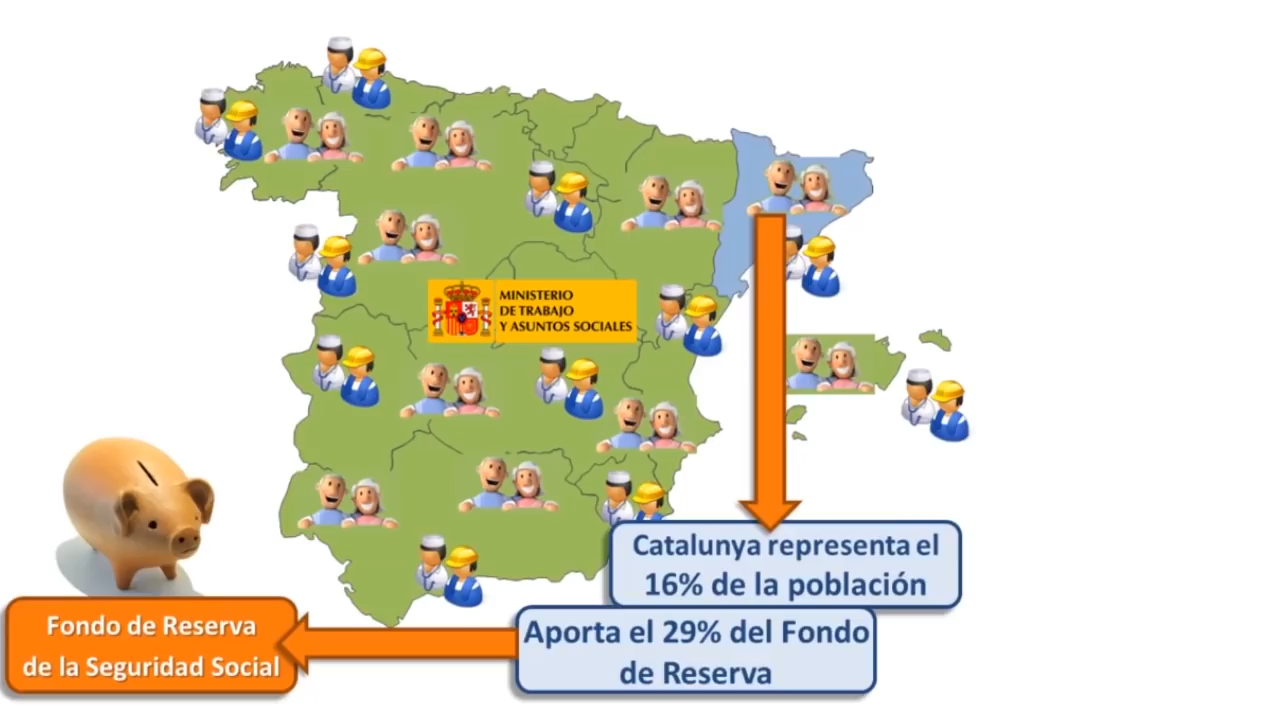 MINISTERIO
DE TRABAJO
Y ASUNTOS SOCIALES
Catalunya representa el
16% de la población
Aporta el 29% del Fondo
de Reserva
Fondo de Reserva
de la Seguridad Social